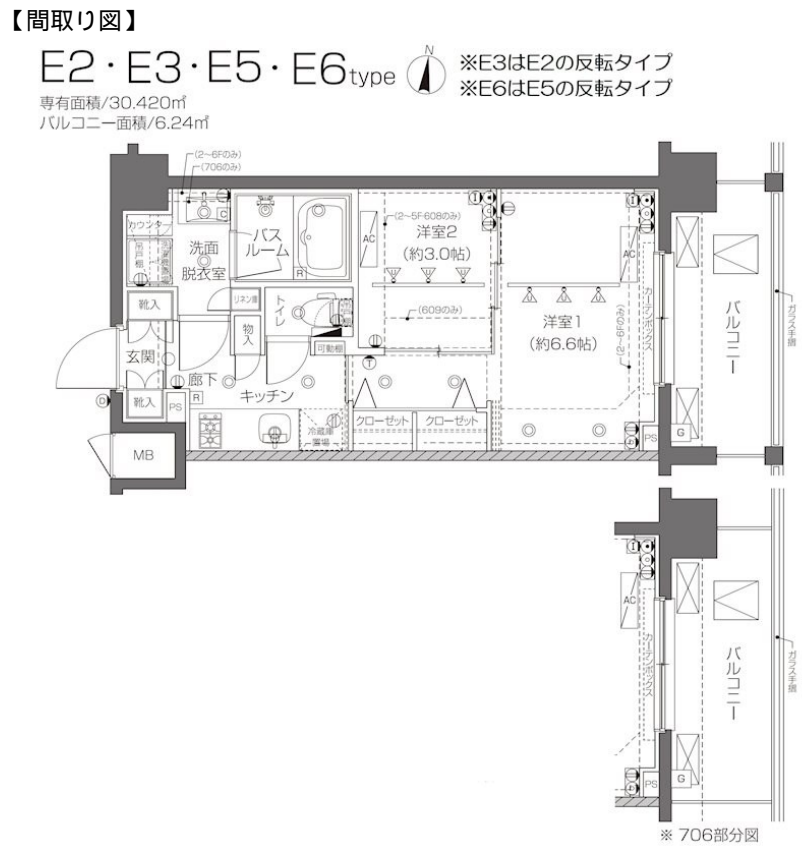 【間取り図】
E2・E3・E5・E6type
N
※E3はE2の反転タイプ
※E6はE5の反転タイプ
専有面積/30.420㎡
バルコニー面積/6.24㎡
(2〜6Fのみ)
(706のみ)
カウンター
洗面
脱衣室
バス
ルーム
R
AC
(2〜5F・608のみ)
洋室2
(約3.0帖)
AC
カーテンボックス
バルコニー
ガラス手摺
靴入
リネン庫
トイレ
物入
(609のみ)
洋室1
(約6.6帖)
(2〜6Fのみ)
玄関
可動棚
T
廊下
R
キッチン
靴入
PS
クローゼット
クローゼット
冷蔵庫
置場
PS
G
MB
AC
カーテンボックス
バルコニー
ガラス手摺
PS
G
※ 706部分図